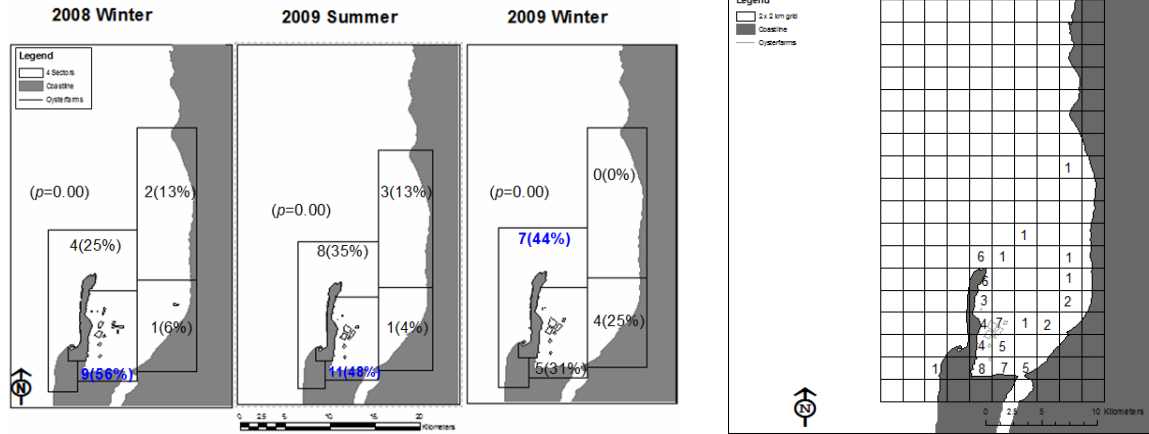 2008 Winter
2009 Summer
2009 Winter
Legend
4 Sectors
Coastline
Oysterfarms
(p=0.00)
2(13%)
4(25%)
1(6%)
9(56%)
N
(p=0.00)
3(13%)
8(35%)
1(4%)
11(48%)
(p=0.00)
0(0%)
7(44%)
4(25%)
5(31%)
0 2.5 5 10 15 20
Kilometers
Legend
2 x 2 km grid
Coastline
Oysterfarms
1
1
6 1 1
6 1
3 2
4 7 1 2
4 5
1 8 7 5
N
0 2.5 5 10 Kilometers